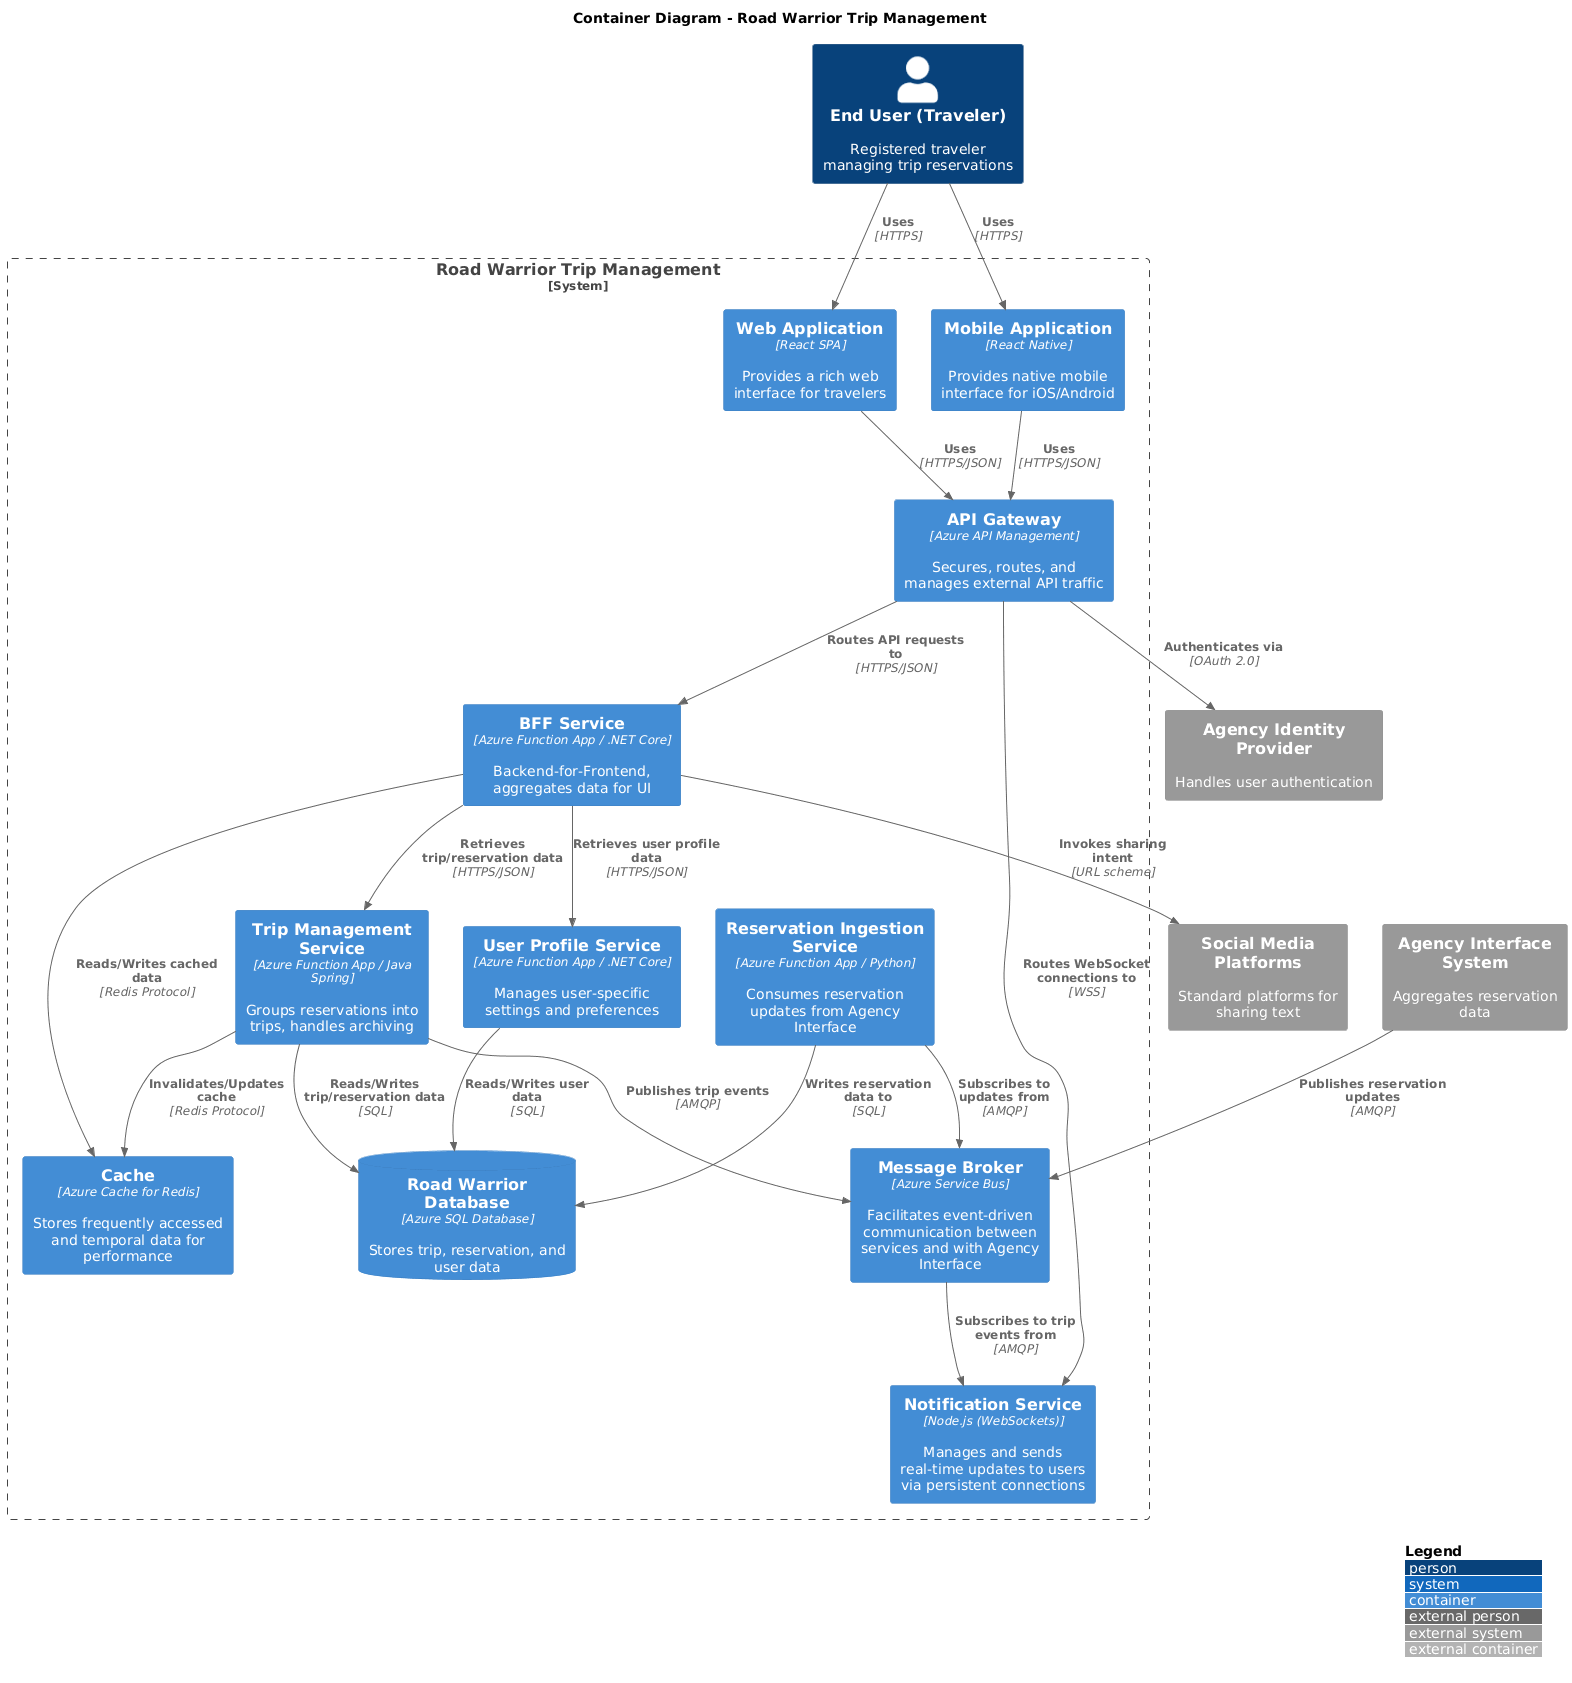 Container Diagram - Road Warrior Trip Management
End User (Traveler)
Registered traveler
managing trip reservations
Uses
[HTTPS]
Uses
[HTTPS]
Road Warrior Trip Management
[System]
Web Application
[React SPA]
Provides a rich web
interface for travelers
Mobile Application
[React Native]
Provides native mobile
interface for iOS/Android
Uses
[HTTPS/JSON]
Uses
[HTTPS/JSON]
API Gateway
[Azure API Management]
Secures, routes, and
manages external API traffic
Routes API requests
to
[HTTPS/JSON]
Authenticates via
[OAuth 2.0]
BFF Service
[Azure Function App / .NET Core]
Backend-for-Frontend,
aggregates data for UI
Agency Identity
Provider
Handles user authentication
Retrieves
trip/reservation data
[HTTPS/JSON]
Retrieves user profile
data
[HTTPS/JSON]
Invokes sharing
intent
[URL scheme]
Reads/Writes cached
data
[Redis Protocol]
Trip Management
Service
[Azure Function App / Java
Spring]
Groups reservations into
trips, handles archiving
User Profile Service
[Azure Function App / .NET Core]
Manages user-specific
settings and preferences
Reservation Ingestion
Service
[Azure Function App / Python]
Consumes reservation
updates from Agency
Interface
Routes WebSocket
connections to
[WSS]
Social Media
Platforms
Standard platforms for
sharing text
Agency Interface
System
Aggregates reservation
data
Invalidates/Updates
cache
[Redis Protocol]
Reads/Writes
trip/reservation data
[SQL]
Reads/Writes user
data
[SQL]
Publishes trip events
[AMQP]
Writes reservation
data to
[SQL]
Subscribes to
updates from
[AMQP]
Publishes reservation
updates
[AMQP]
Cache
[Azure Cache for Redis]
Stores frequently accessed
and temporal data for
performance
Road Warrior
Database
[Azure SQL Database]
Stores trip, reservation, and
user data
Message Broker
[Azure Service Bus]
Facilitates event-driven
communication between
services and with Agency
Interface
Subscribes to trip
events from
[AMQP]
Notification Service
[Node.js (WebSockets)]
Manages and sends
real-time updates to users
via persistent connections
Legend
person
system
container
external person
external system
external container